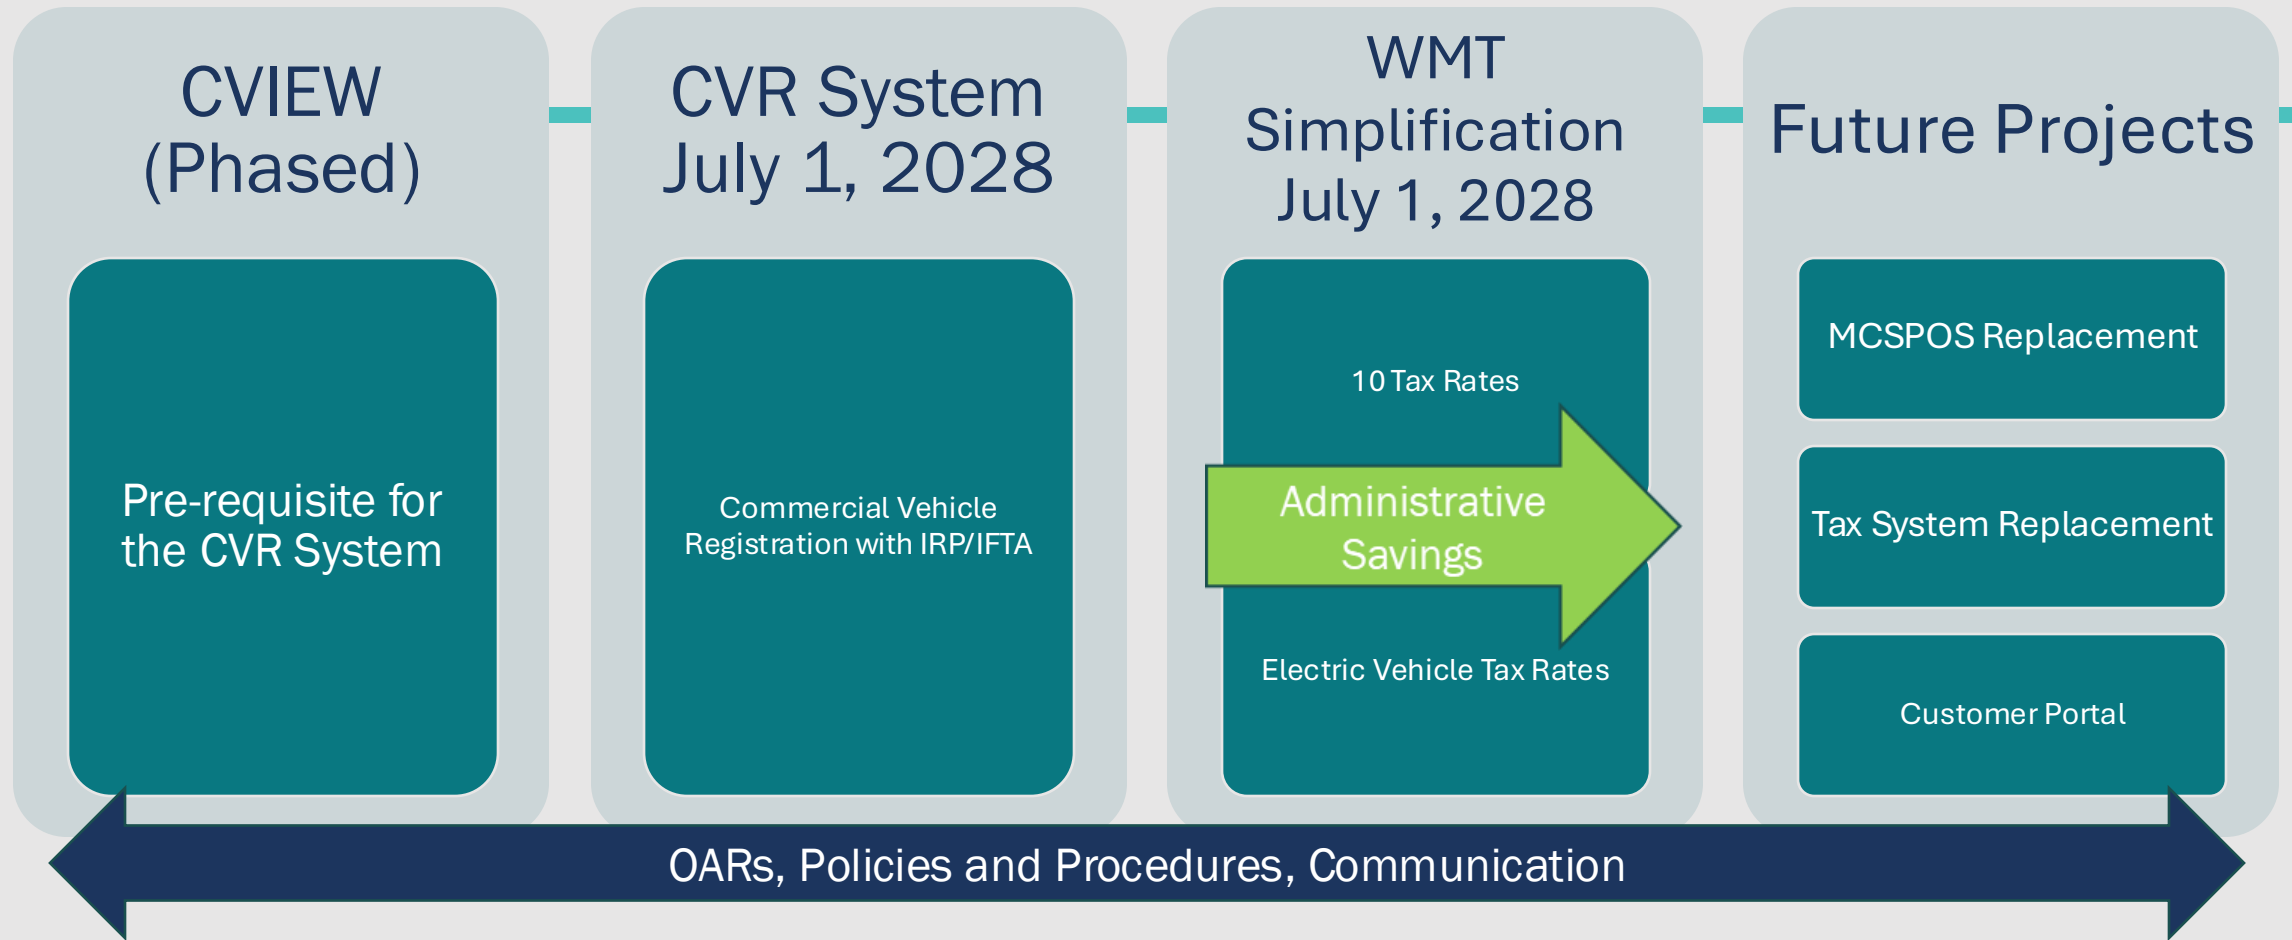 CVIEW
(Phased)
Pre-requisite for
the CVR System
CVR System
July 1, 2028
Commercial Vehicle
Registration with IRP/IFTA
WMT
Simplification
July 1, 2028
10 Tax Rates
Administrative
Savings
Electric Vehicle Tax Rates
Future Projects
MCSPOS Replacement
Tax System Replacement
Customer Portal
OARs, Policies and Procedures, Communication